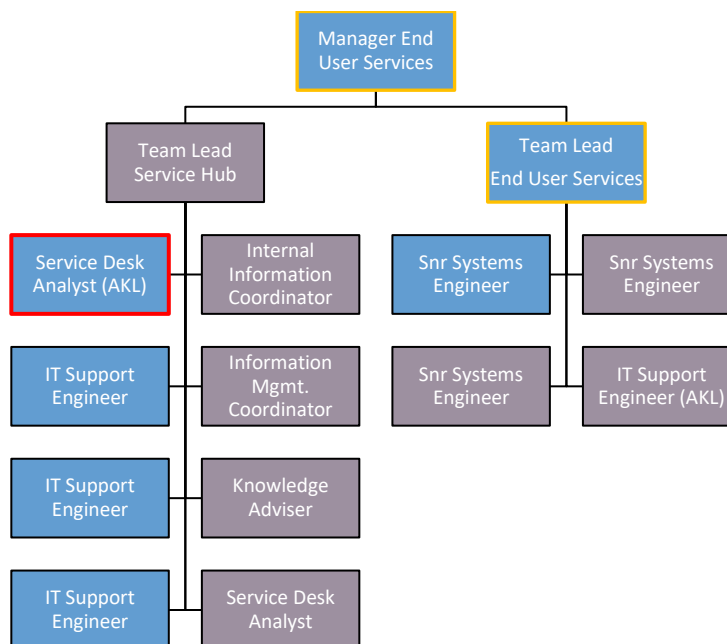 Manager End
User Services
Team Lead
Service Hub
Team Lead
End User Services
Service Desk
Analyst (AKL)
Internal
Information
Coordinator
Snr Systems
Engineer
Snr Systems
Engineer
IT Support
Engineer
Information
Mgmt.
Coordinator
Snr Systems
Engineer
IT Support
Engineer (AKL)
IT Support
Engineer
Knowledge
Adviser
IT Support
Engineer
Service Desk
Analyst